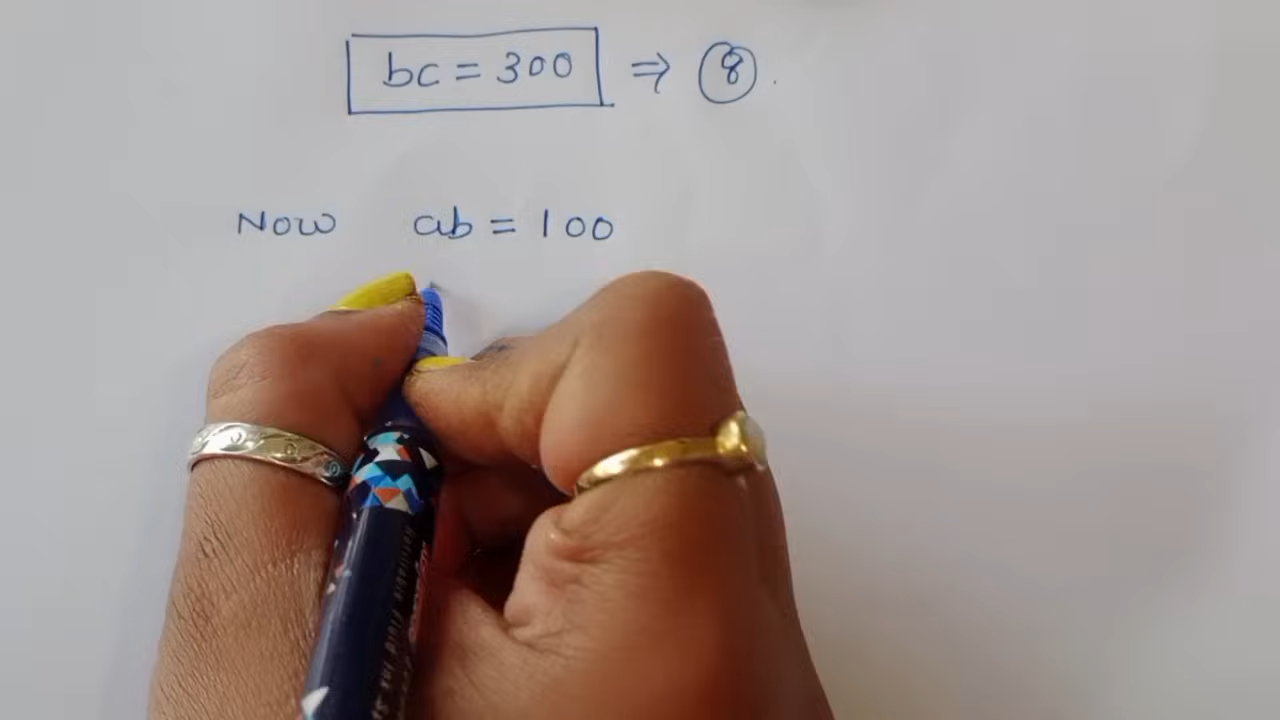 bc = 300 ⇒ 8.
Now ab = 100